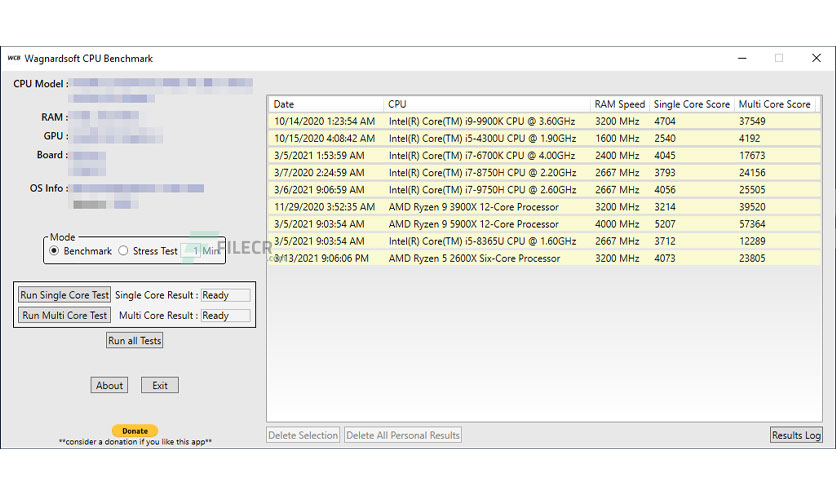 WCB Wagnardsoft CPU Benchmark
CPU Model :
RAM :
GPU :
Board :
OS Info :
Mode
Benchmark Stress Test 1 Min
Run Single Core Test Single Core Result : Ready
Run Multi Core Test Multi Core Result : Ready
Run all Tests
About Exit
Donate
**consider a donation if you like this app**
Date CPU RAM Speed Single Core Score Multi Core Score
10/14/2020 1:23:54 AM Intel(R) Core(TM) i9-9900K CPU @ 3.60GHz 3200 MHz 4704 37549
10/15/2020 4:08:42 AM Intel(R) Core(TM) i5-4300U CPU @ 1.90GHz 1600 MHz 2540 4192
3/5/2021 1:53:59 AM Intel(R) Core(TM) i7-6700K CPU @ 4.00GHz 2400 MHz 4045 17673
3/7/2020 2:24:59 AM Intel(R) Core(TM) i7-8750H CPU @ 2.20GHz 2667 MHz 3793 24156
3/6/2021 9:06:59 AM Intel(R) Core(TM) i7-9750H CPU @ 2.60GHz 2667 MHz 4056 25505
11/29/2020 3:52:35 AM AMD Ryzen 9 3900X 12-Core Processor 3200 MHz 3214 39520
3/5/2021 9:03:54 AM AMD Ryzen 9 5900X 12-Core Processor 4000 MHz 5207 57364
3/5/2021 9:03:54 AM Intel(R) Core(TM) i5-8365U CPU @ 1.60GHz 2667 MHz 3712 12289
3/13/2021 9:06:06 PM AMD Ryzen 5 2600X Six-Core Processor 3200 MHz 4073 23805
FILECR
.com
Delete Selection Delete All Personal Results Results Log